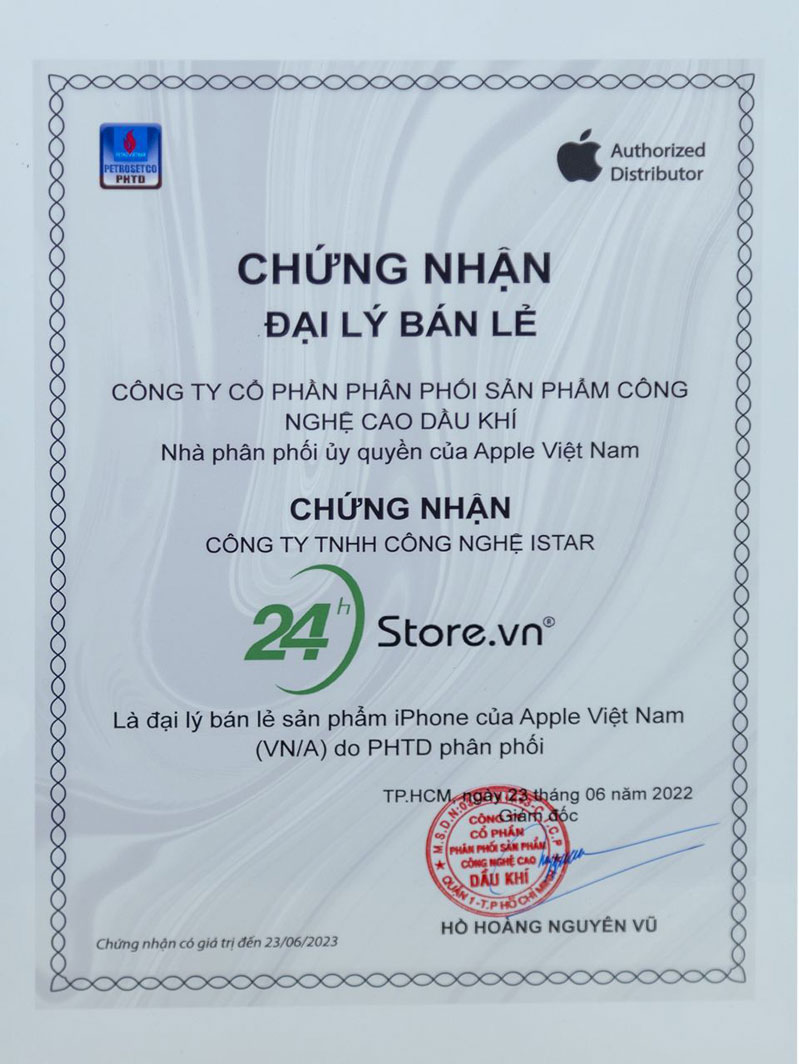 PETROSETCO
PHTD
Authorized
Distributor
CHỨNG NHẬN
ĐẠI LÝ BÁN LẺ
CÔNG TY CỔ PHẦN PHÂN PHỐI SẢN PHẨM CÔNG
NGHỆ CAO DẦU KHÍ
Nhà phân phối ủy quyền của Apple Việt Nam
CHỨNG NHẬN
CÔNG TY TNHH CÔNG NGHỆ ISTAR
24h Store.vn®
Là đại lý bán lẻ sản phẩm iPhone của Apple Việt Nam
(VN/A) do PHTD phân phối
TP.HCM, ngày 23 tháng 06 năm 2022
Giám đốc
M.S.D.N:
C.T.C.P
CÔNG TY
CỔ PHẦN
PHÂN PHỐI SẢN PHẨM
CÔNG NGHỆ CAO
DẦU KHÍ
QUẬN 1-T.P HỒ CHÍ MINH
HỒ HOÀNG NGUYÊN VŨ
Chứng nhận có giá trị đến 23/06/2023